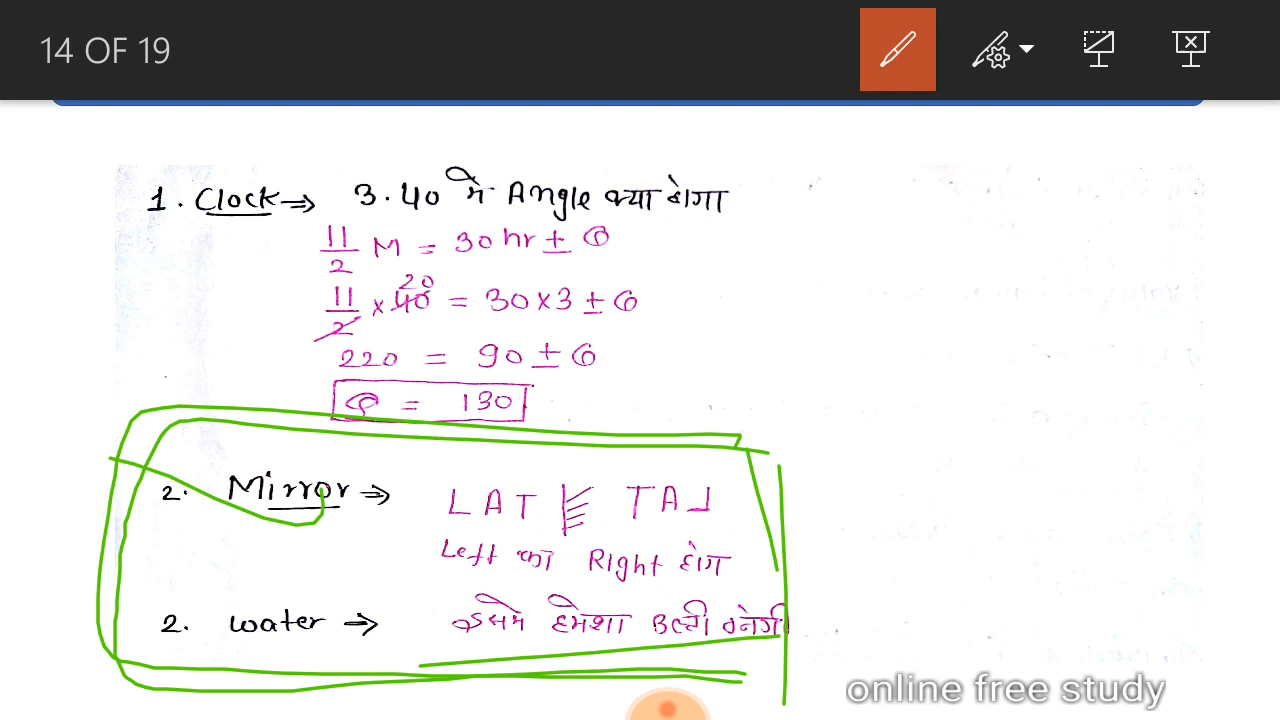 14 OF 19
1. Clock ⇒ 3.40 में Angle क्या होगा
11/2 M = 30 hr ± θ
11/2 × 40 20 = 30×3 ± θ
220 = 90 ± θ
θ = 130
2. Mirror ⇒ LAT TAL
Left का Right होगा
2. water → इसमे हमेशा उल्टी बनेगी
online free study